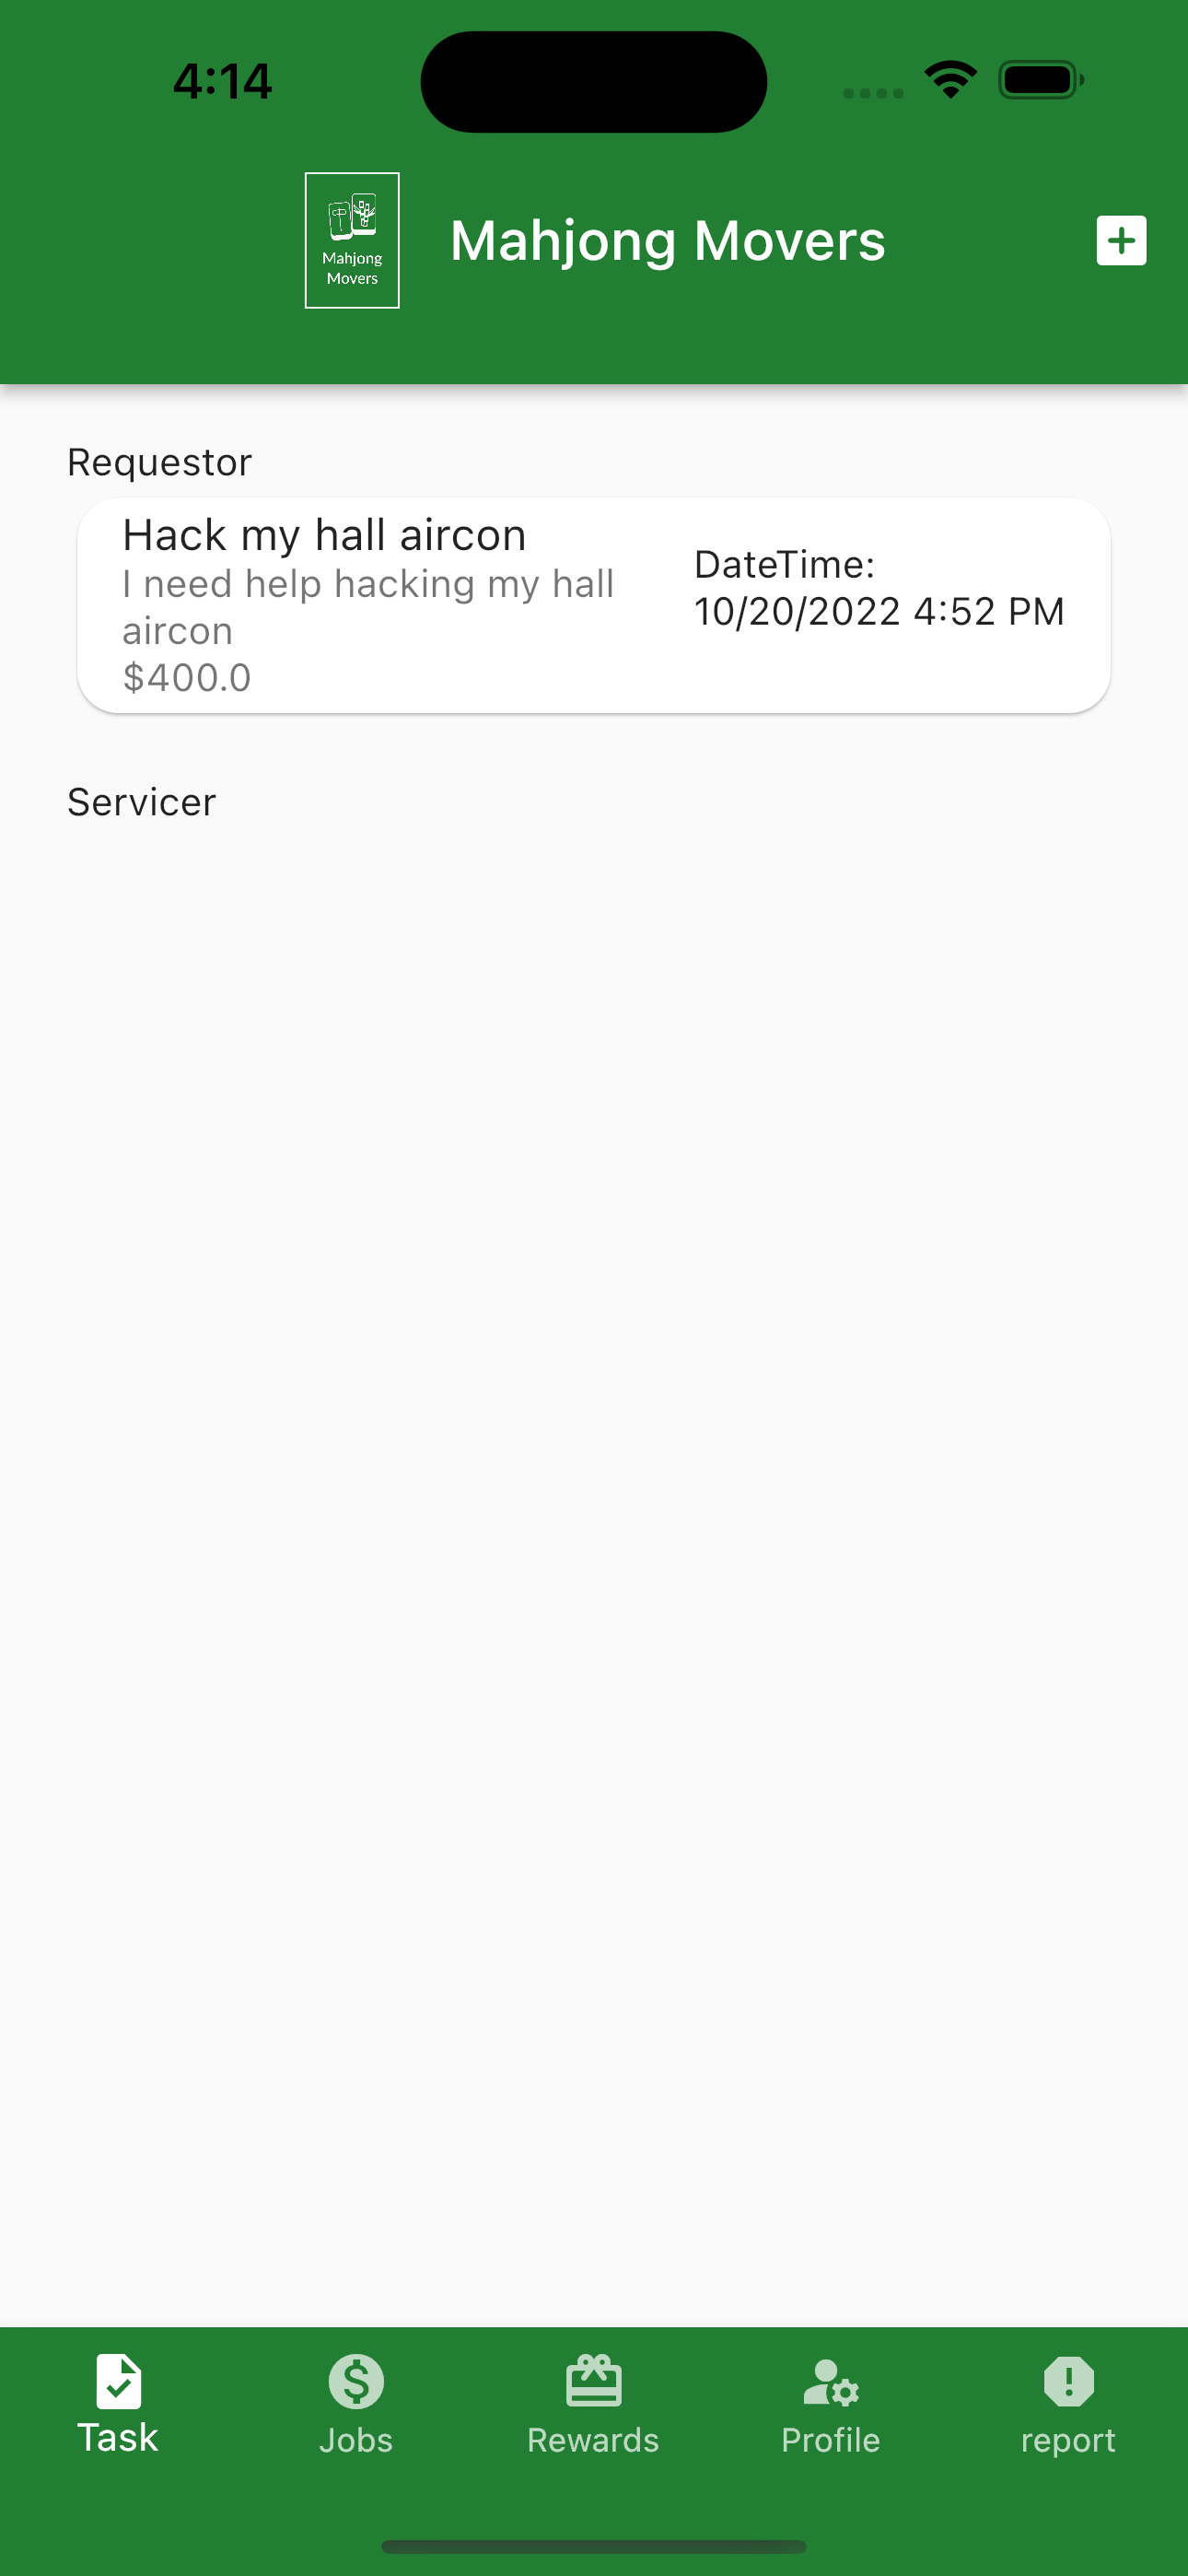 4:14
Mahjong
Movers
Mahjong Movers
Requestor
Hack my hall aircon
I need help hacking my hall
aircon
$400.0
DateTime:
10/20/2022 4:52 PM
Servicer
Task
Jobs
Rewards
Profile
report